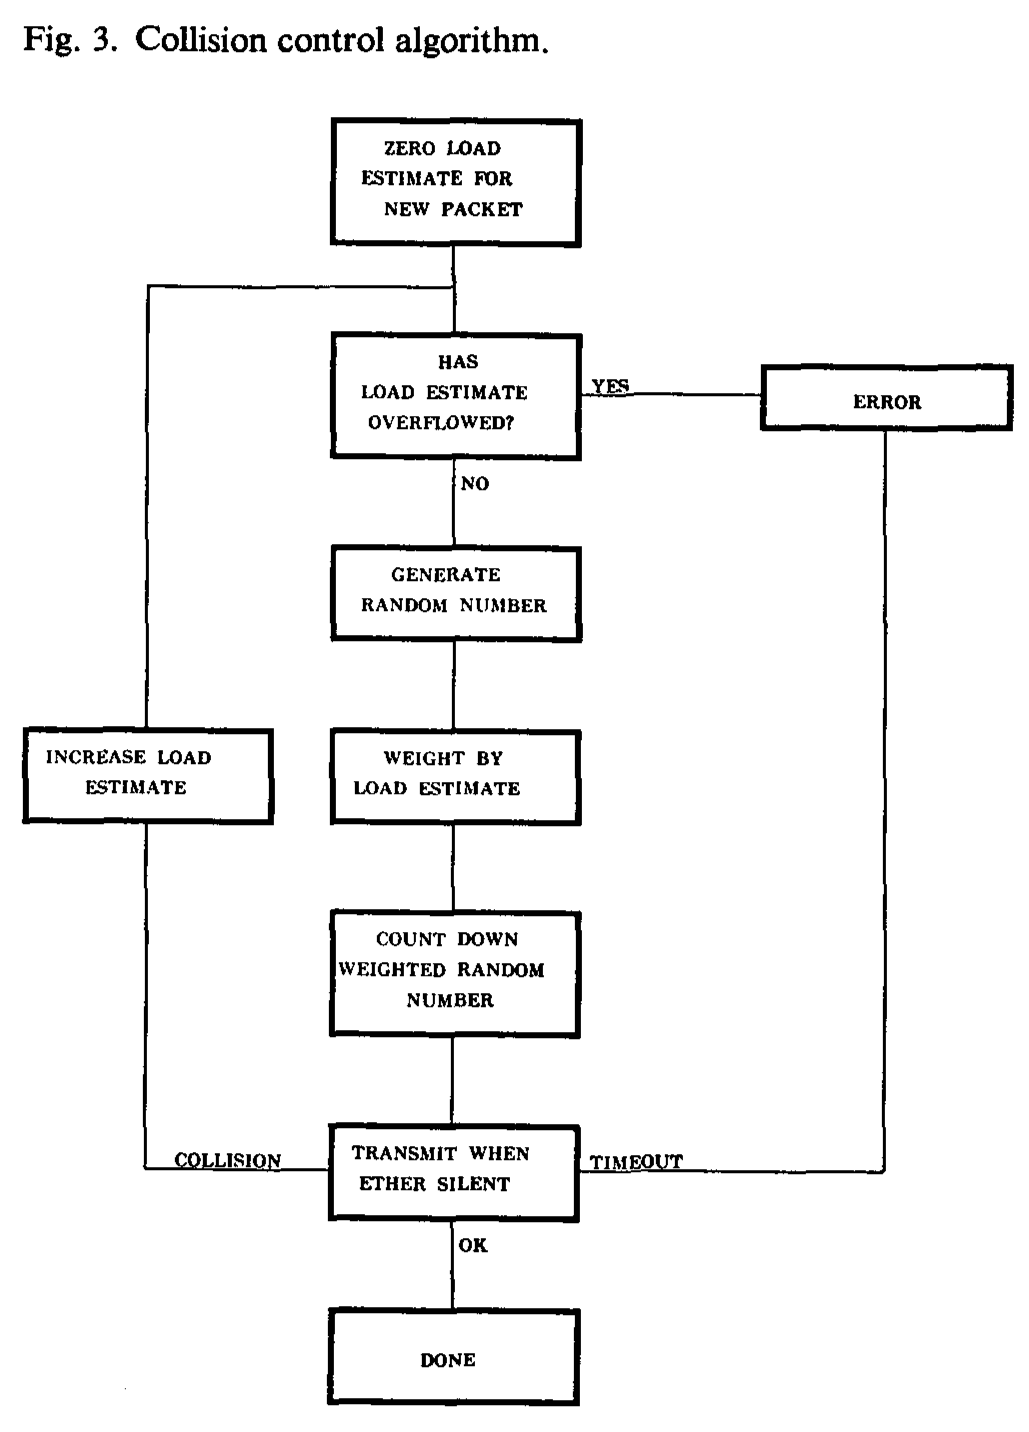 Fig. 3. Collision control algorithm.
ZERO LOAD
ESTIMATE FOR
NEW PACKET
HAS
LOAD ESTIMATE
OVERFLOWED?
YES
ERROR
NO
GENERATE
RANDOM NUMBER
INCREASE LOAD
ESTIMATE
WEIGHT BY
LOAD ESTIMATE
COUNT DOWN
WEIGHTED RANDOM
NUMBER
COLLISION
TRANSMIT WHEN
ETHER SILENT
TIMEOUT
OK
DONE